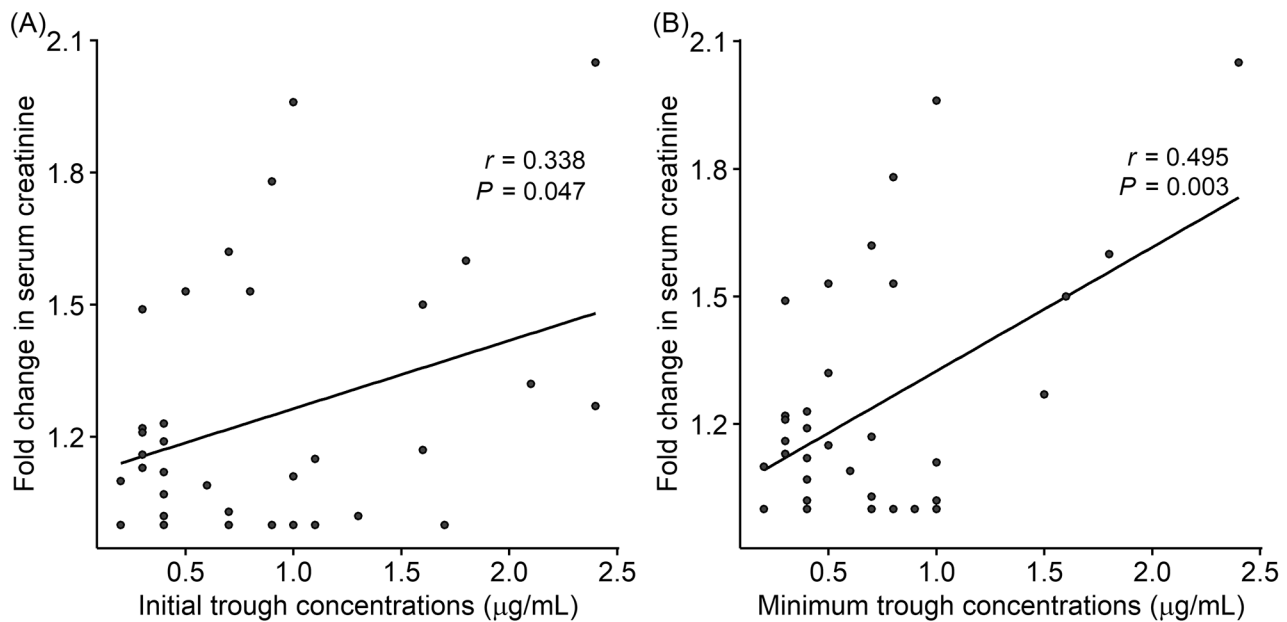 (A)
2.1
1.8
1.5
1.2
Fold change in serum creatinine
r = 0.338
P = 0.047
0.5 1.0 1.5 2.0 2.5
Initial trough concentrations (μg/mL)
(B)
2.1
1.8
1.5
1.2
Fold change in serum creatinine
r = 0.495
P = 0.003
0.5 1.0 1.5 2.0 2.5
Minimum trough concentrations (μg/mL)